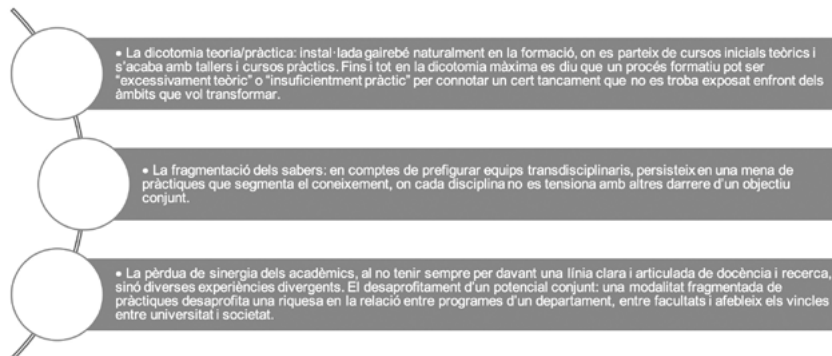 • La dicotomia teoria/pràctica: instal·lada gairebé naturalment en la formació, on es parteix de cursos inicials teòrics i
s'acaba amb tallers i cursos pràctics. Fins i tot en la dicotomia màxima es diu que un procés formatiu pot ser
"excessivament teòric" o "insuficientment pràctic" per connotar un cert tancament que no es troba exposat enfront dels
àmbits que vol transformar.
• La fragmentació dels sabers: en comptes de prefigurar equips transdisciplinaris, persisteix en una mena de
pràctiques que segmenta el coneixement, on cada disciplina no es tensiona amb altres darrere d'un objectiu
conjunt.
• La pèrdua de sinergia dels acadèmics, al no tenir sempre per davant una línia clara i articulada de docència i recerca,
sinó diverses experiències divergents. El desaprofitament d'un potencial conjunt: una modalitat fragmentada de
pràctiques desaprofita una riquesa en la relació entre programes d'un departament, entre facultats i afebleix els vincles
entre universitat i societat.